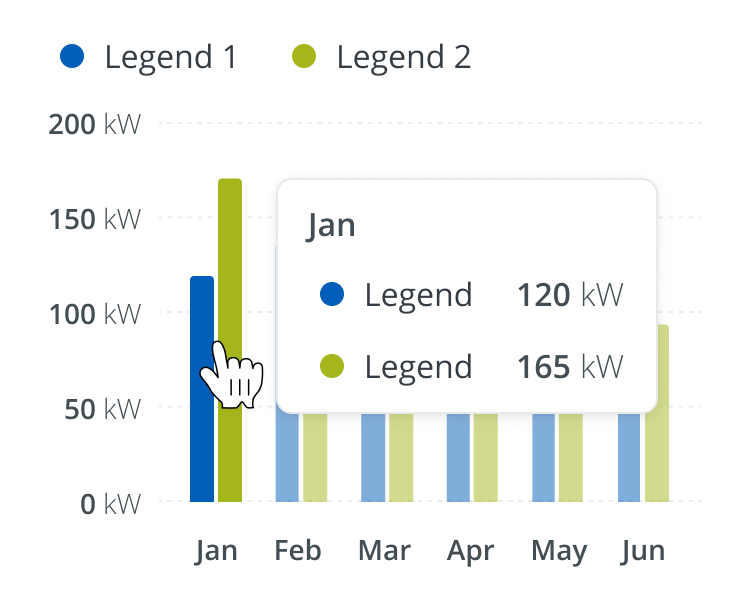 Legend 1 Legend 2
200 kW
150 kW
100 kW
50 kW
0 kW
Jan
Legend 120 kW
Legend 165 kW
Jan Feb Mar Apr May Jun